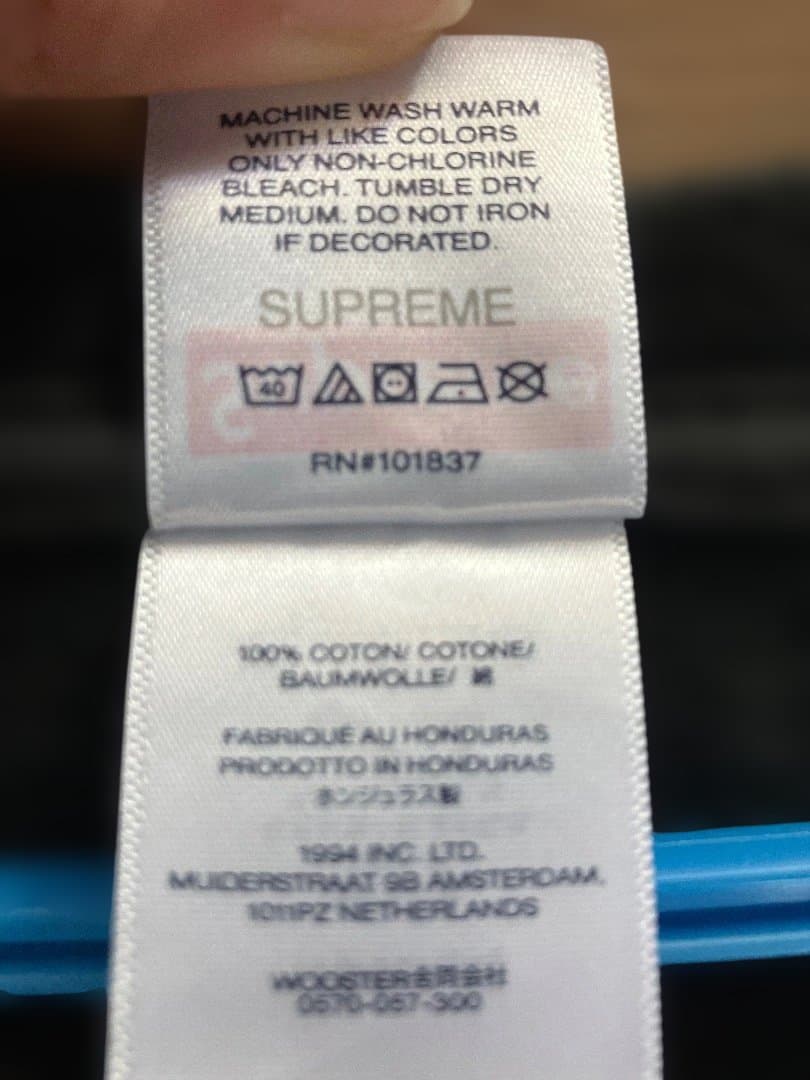 MACHINE WASH WARM
WITH LIKE COLORS
ONLY NON-CHLORINE
BLEACH. TUMBLE DRY
MEDIUM. DO NOT IRON
IF DECORATED.
SUPREME
40
RN#101837
100% COTON/ COTONE/
BAUMWOLLE/ 綿
FABRIQUÉ AU HONDURAS
PRODOTTO IN HONDURAS
ホンジュラス製
1994 INC. LTD.
MUIDERSTRAAT 9B AMSTERDAM,
1011PZ NETHERLANDS
WOOSTER合同会社
0570-067-300